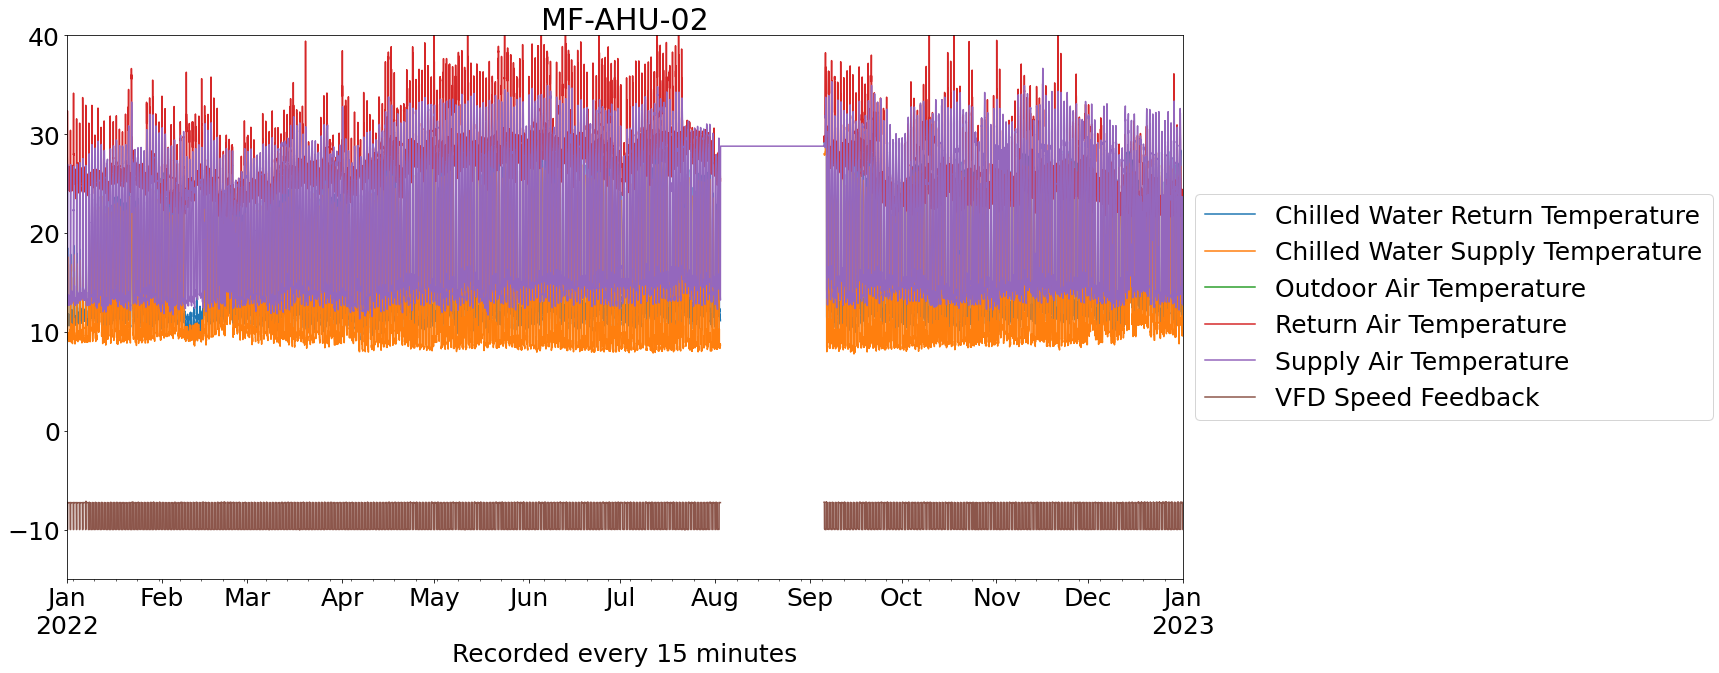 MF-AHU-02
40
30
20
10
0
−10
Jan Feb Mar Apr May Jun Jul Aug Sep Oct Nov Dec Jan
2022 2023
Recorded every 15 minutes
Chilled Water Return Temperature
Chilled Water Supply Temperature
Outdoor Air Temperature
Return Air Temperature
Supply Air Temperature
VFD Speed Feedback